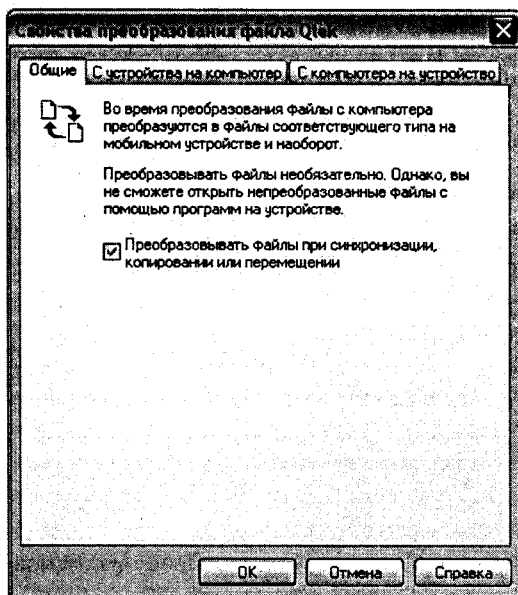 Свойства преобразования файла Qtek
Общие
С устройства на компьютер
С компьютера на устройство
Во время преобразования файлы с компьютера
преобразуются в файлы соответствующего типа на
мобильном устройстве и наоборот.
Преобразовывать файлы необязательно. Однако, вы
не сможете открыть непреобразованные файлы с
помощью программ на устройстве.
Преобразовывать файлы при синхронизации,
копировании или перемещении
OK
Отмена
Справка